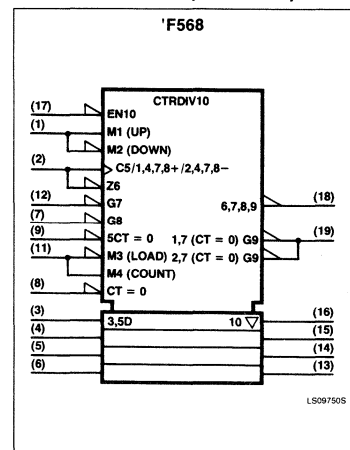 'F568
CTRDIV10
(17) EN10
(1) M1 (UP)
M2 (DOWN)
(2) C5/1,4,7,8+/2,4,7,8−
Z6
(12) G7 6,7,8,9 (18)
(7) G8
(9) 5CT = 0 1,7 (CT = 0) G9 (19)
(11) M3 (LOAD) 2,7 (CT = 0) G9
M4 (COUNT)
(8) CT = 0
(3) 3,5D 10 ▽ (16)
(4) (15)
(5) (14)
(6) (13)
LS09750S